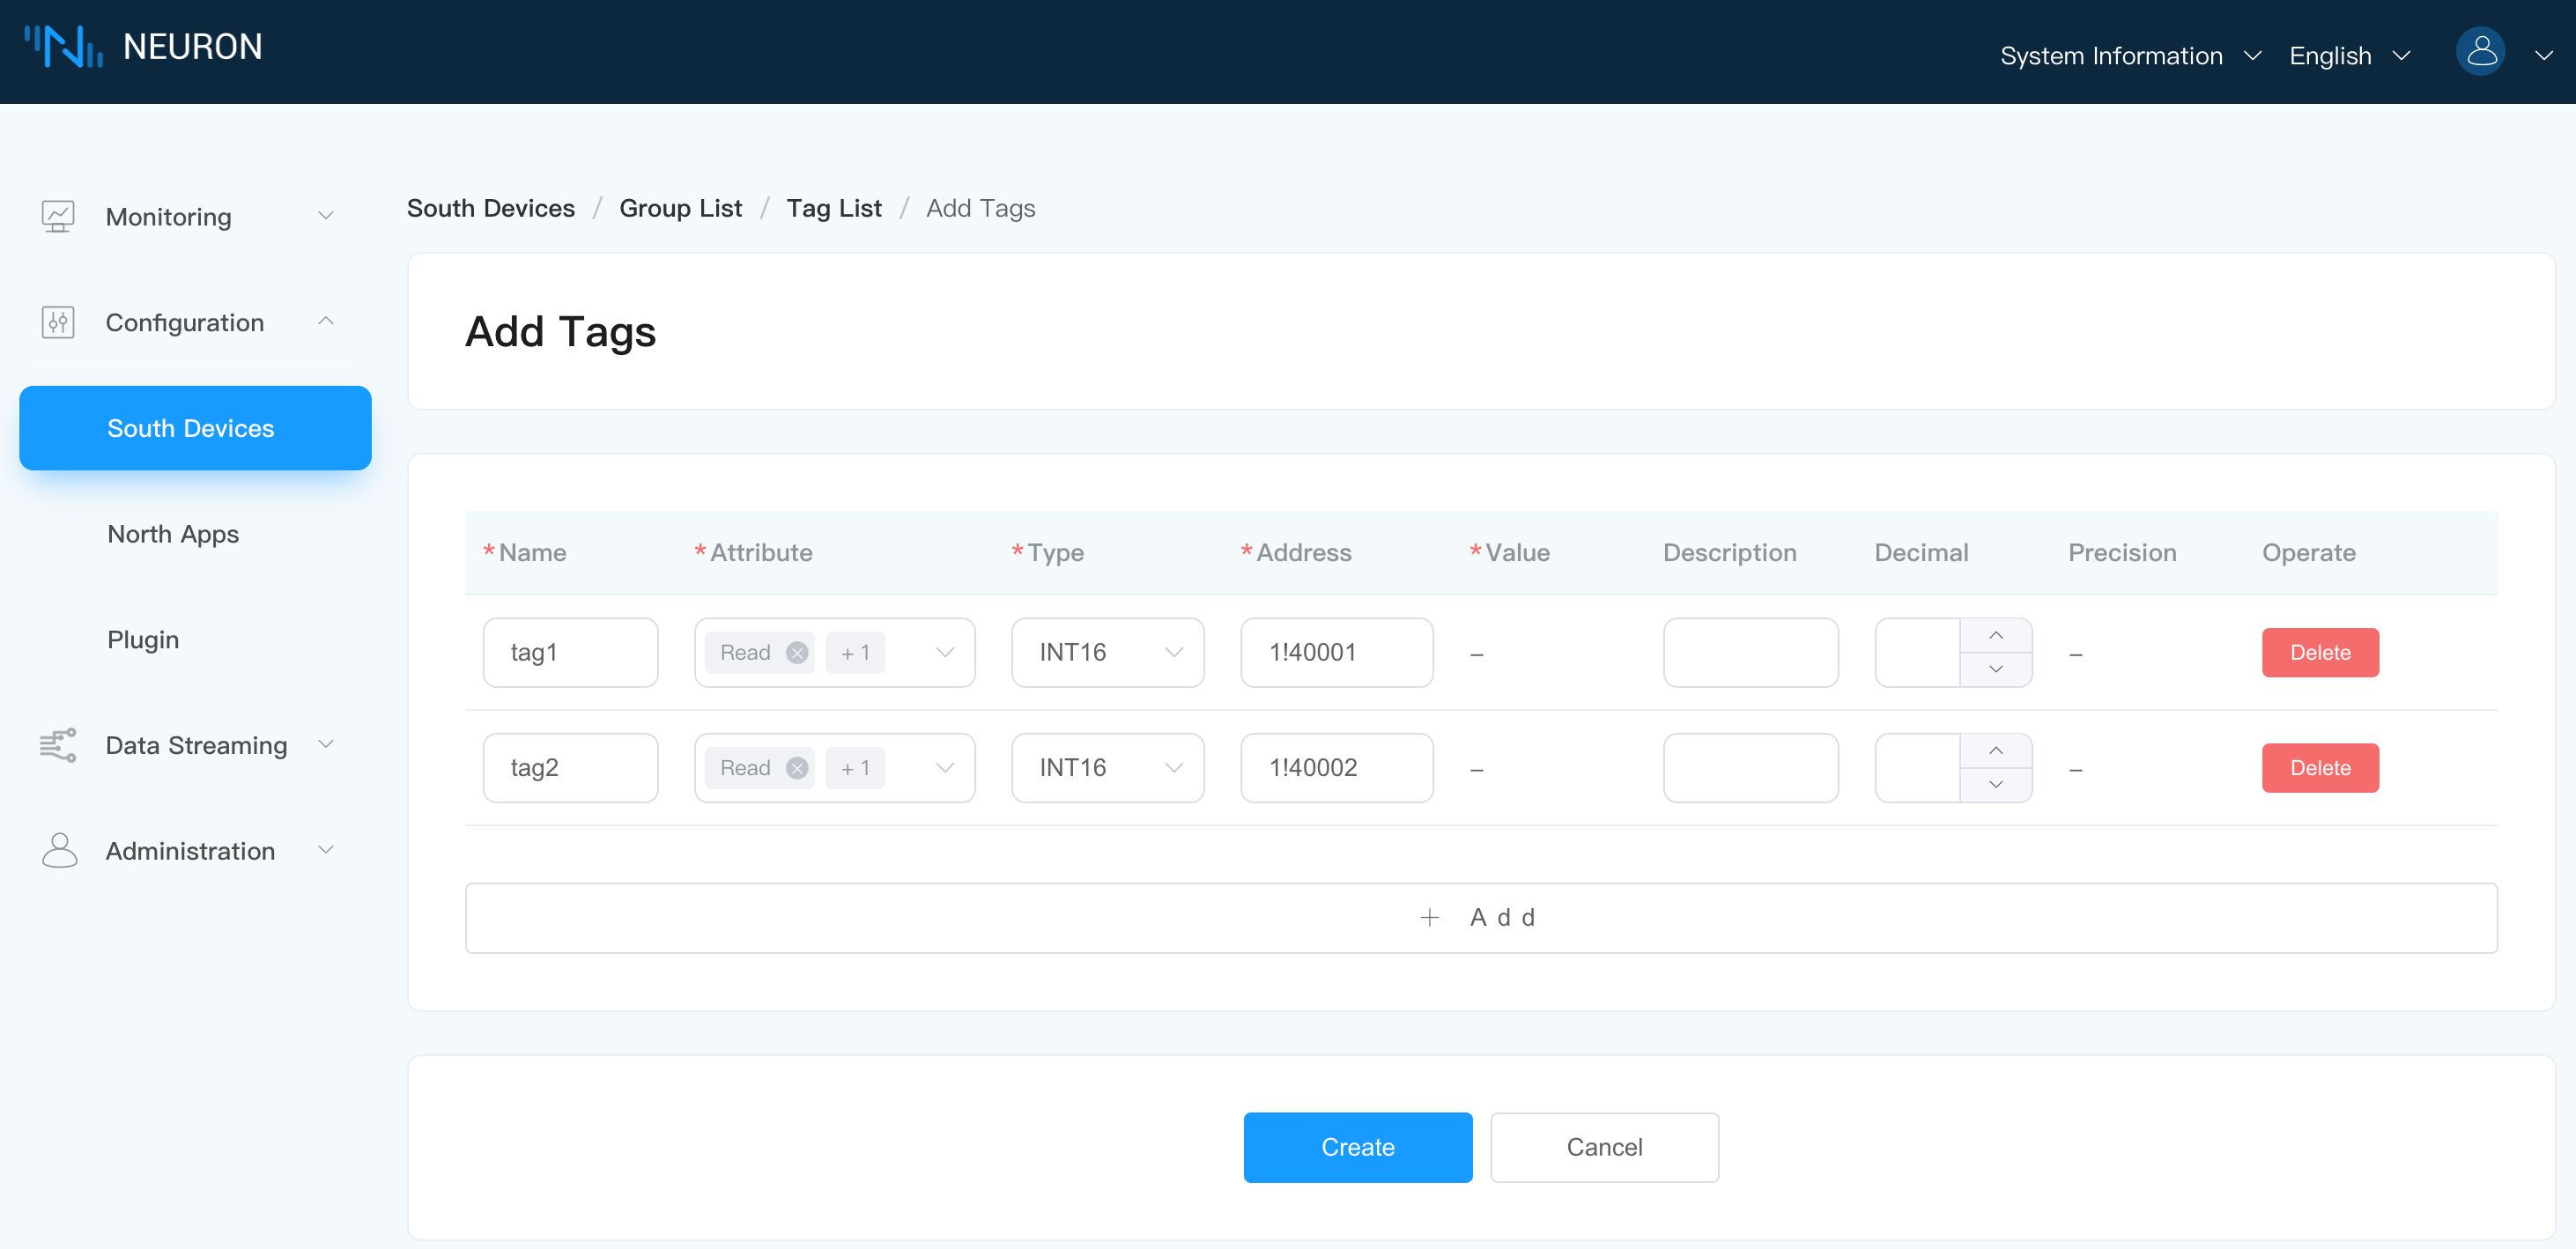 NEURON
System Information English
Monitoring
Configuration
South Devices
North Apps
Plugin
Data Streaming
Administration
South Devices / Group List / Tag List / Add Tags
Add Tags
*Name *Attribute *Type *Address *Value Description Decimal Precision Operate
tag1 Read + 1 INT16 1!40001 – – Delete
tag2 Read + 1 INT16 1!40002 – – Delete
+ Add
Create Cancel